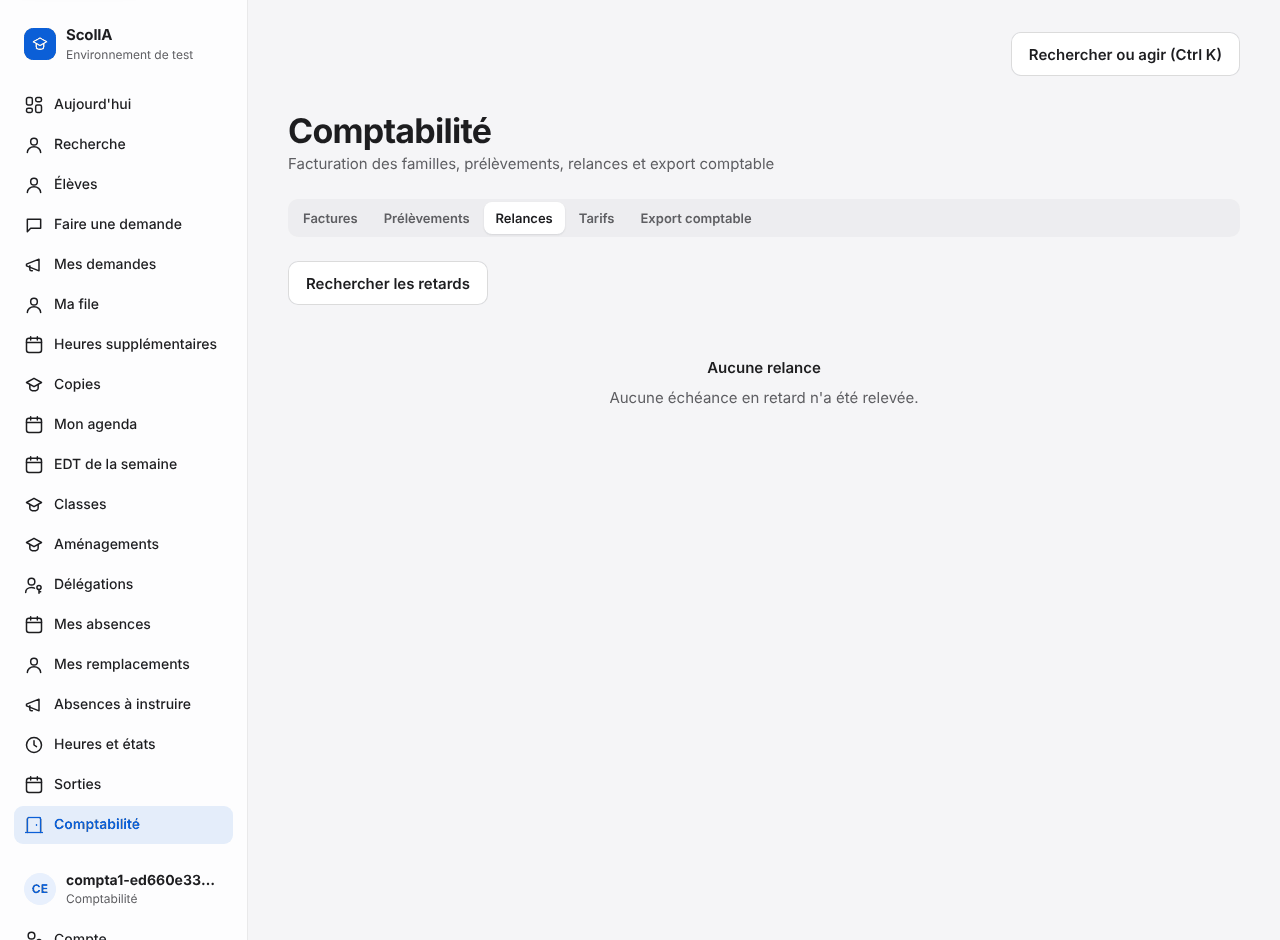 ScolIA
Environnement de test
Aujourd'hui
Recherche
Élèves
Faire une demande
Mes demandes
Ma file
Heures supplémentaires
Copies
Mon agenda
EDT de la semaine
Classes
Aménagements
Délégations
Mes absences
Mes remplacements
Absences à instruire
Heures et états
Sorties
Comptabilité
CE
compta1-ed660e33...
Comptabilité
Compte
Rechercher ou agir (Ctrl K)
Comptabilité
Facturation des familles, prélèvements, relances et export comptable
Factures Prélèvements Relances Tarifs Export comptable
Rechercher les retards
Aucune relance
Aucune échéance en retard n'a été relevée.